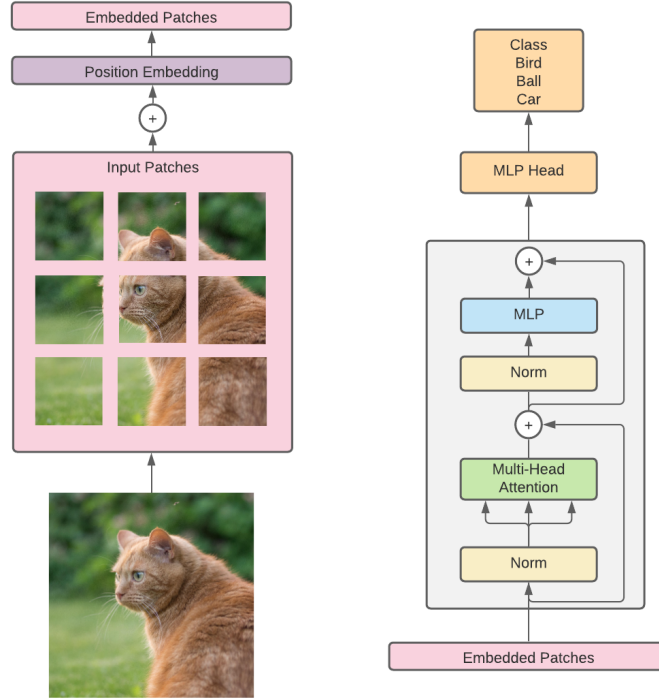 Embedded Patches
Position Embedding
+
Input Patches
Class
Bird
Ball
Car
MLP Head
+
MLP
Norm
+
Multi-Head
Attention
Norm
Embedded Patches